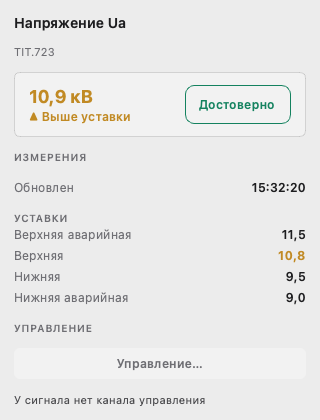 Напряжение Ua
TIT.723
10,9 кВ
▲ Выше уставки
Достоверно
ИЗМЕРЕНИЯ
Обновлен 15:32:20
УСТАВКИ
Верхняя аварийная 11,5
Верхняя 10,8
Нижняя 9,5
Нижняя аварийная 9,0
УПРАВЛЕНИЕ
Управление...
У сигнала нет канала управления